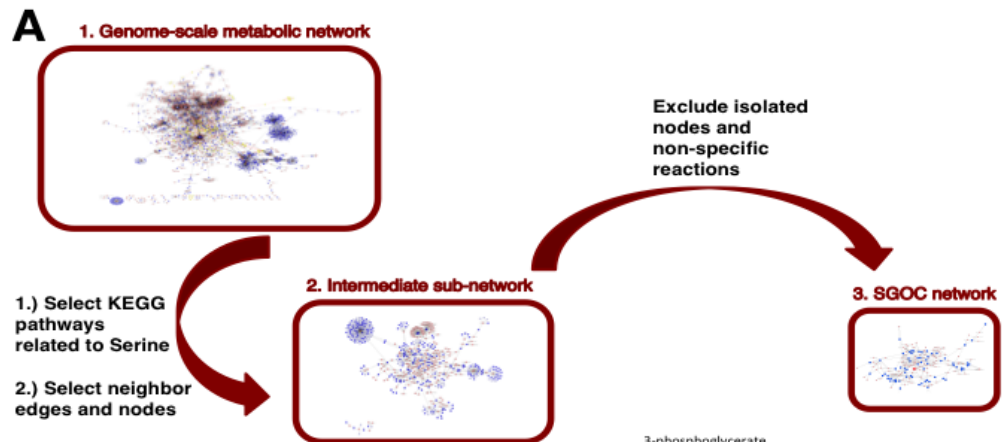 A
1. Genome-scale metabolic network
Exclude isolated
nodes and
non-specific
reactions
1.) Select KEGG
pathways
related to Serine
2.) Select neighbor
edges and nodes
2. Intermediate sub-network
3. SGOC network
3-phosphoglycerate